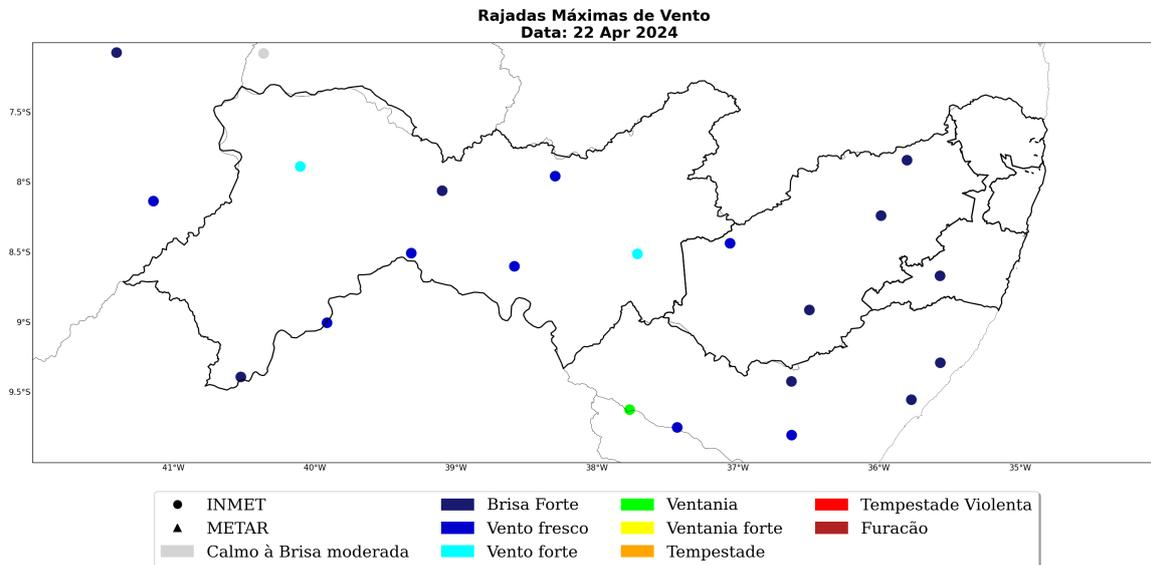 Rajadas Máximas de Vento
Data: 22 Apr 2024
7.5°S
8°S
8.5°S
9°S
9.5°S
41°W 40°W 39°W 38°W 37°W 36°W 35°W
INMET Brisa Forte Ventania Tempestade Violenta
METAR Vento fresco Ventania forte Furacão
Calmo à Brisa moderada Vento forte Tempestade